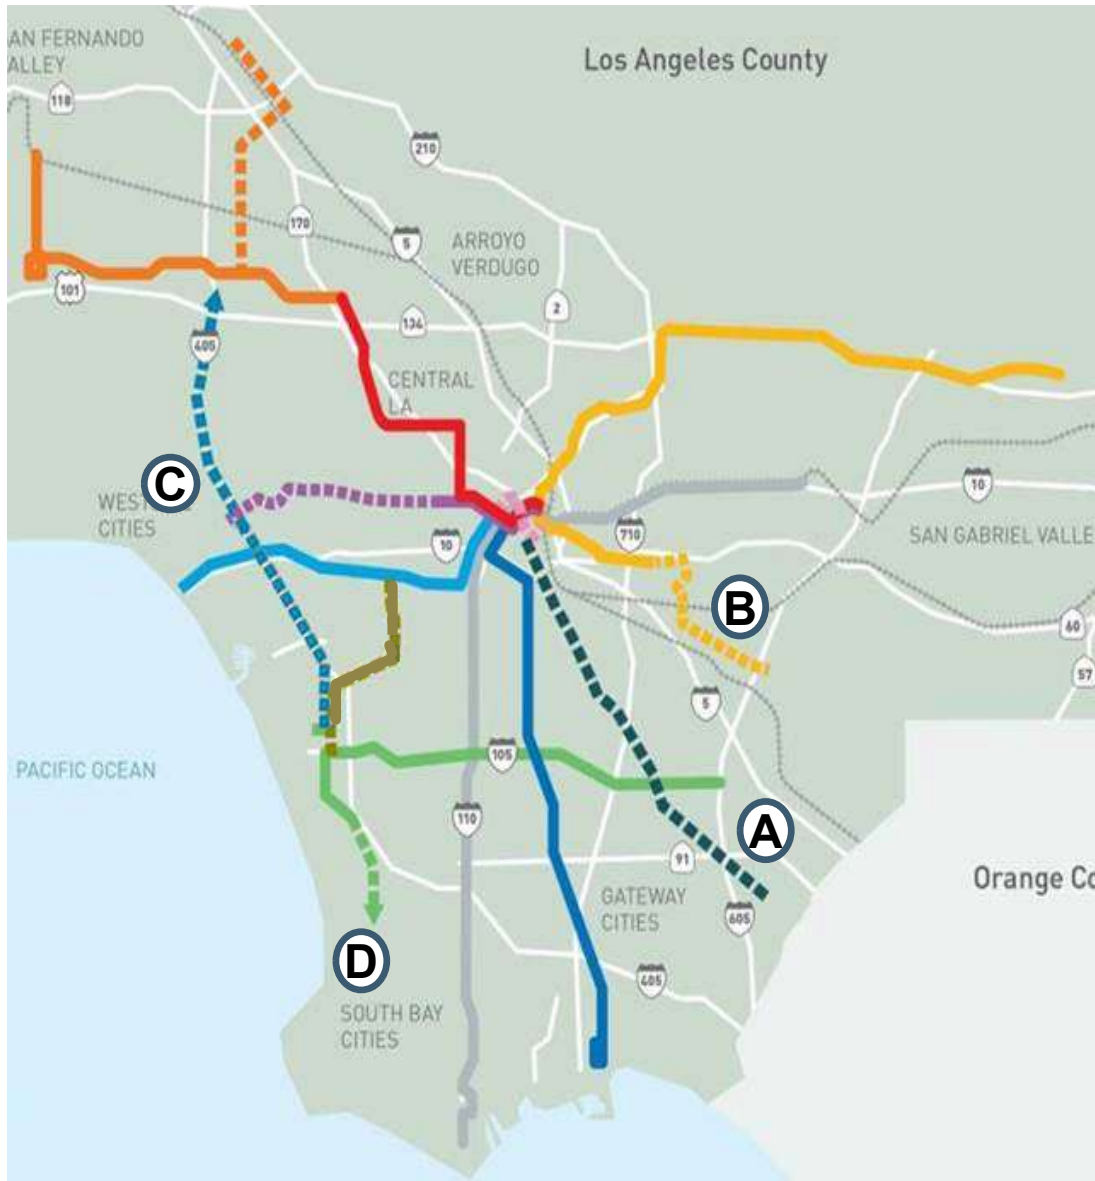 AN FERNANDO
ALLEY
Los Angeles County
118
210
170
5
ARROYO
VERDUGO
101
2
134
405
CENTRAL
LA
C
WEST
CITIES
10
10
710
SAN GABRIEL VALLE
B
60
57
5
PACIFIC OCEAN
105
110
A
91
Orange Co
GATEWAY
CITIES
605
D
405
SOUTH BAY
CITIES